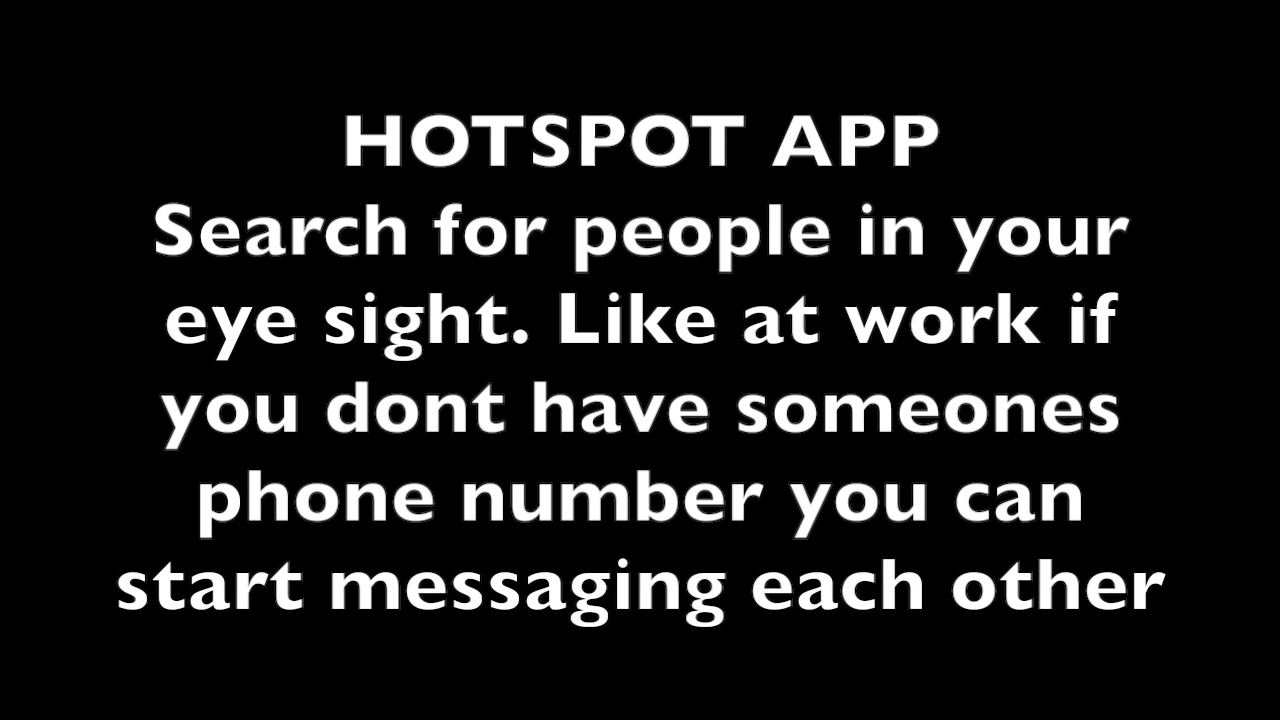 HOTSPOT APP
Search for people in your
eye sight. Like at work if
you dont have someones
phone number you can
start messaging each other